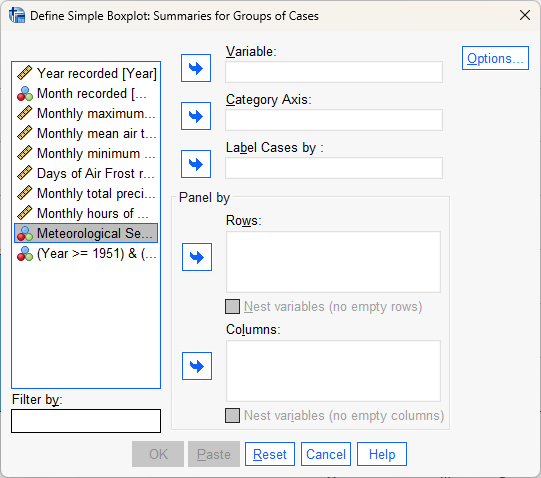 Define Simple Boxplot: Summaries for Groups of Cases
Variable:
Options...
Year recorded [Year]
Month recorded [...
Monthly maximum...
Monthly mean air t...
Monthly minimum ...
Days of Air Frost r...
Monthly total preci...
Monthly hours of ...
Meteorological Se...
(Year >= 1951) & (...
Category Axis:
Label Cases by :
Panel by
Rows:
Nest variables (no empty rows)
Columns:
Nest variables (no empty columns)
Filter by:
OK Paste Reset Cancel Help